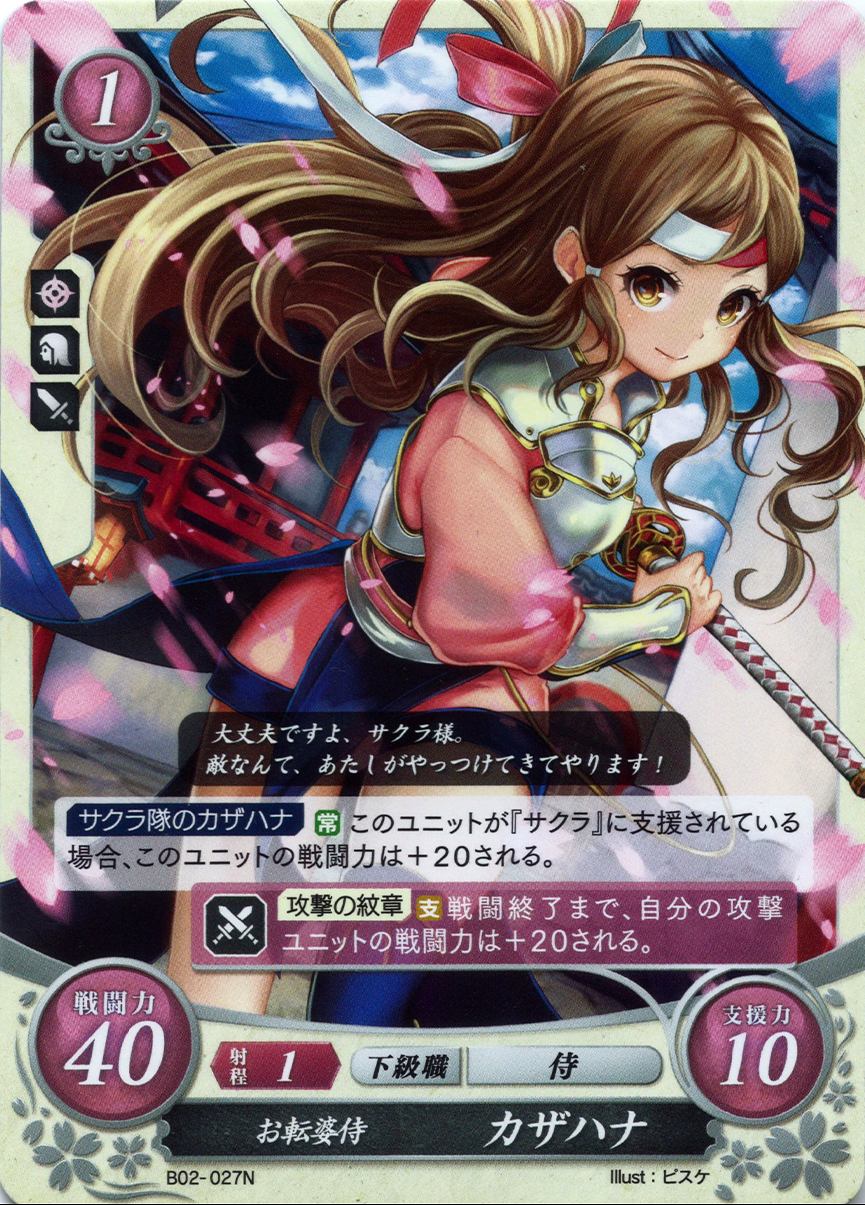 1
大丈夫ですよ、サクラ様。
敵なんて、あたしがやっつけてきてやります!
サクラ隊のカザハナ 常 このユニットが『サクラ』に支援されている
場合、このユニットの戦闘力は+20される。
攻撃の紋章 支 戦闘終了まで、自分の攻撃
ユニットの戦闘力は+20される。
戦闘力
40
射程 1
下級職 侍
支援力
10
お転婆侍 カザハナ
B02-027N Illust:ピスケ